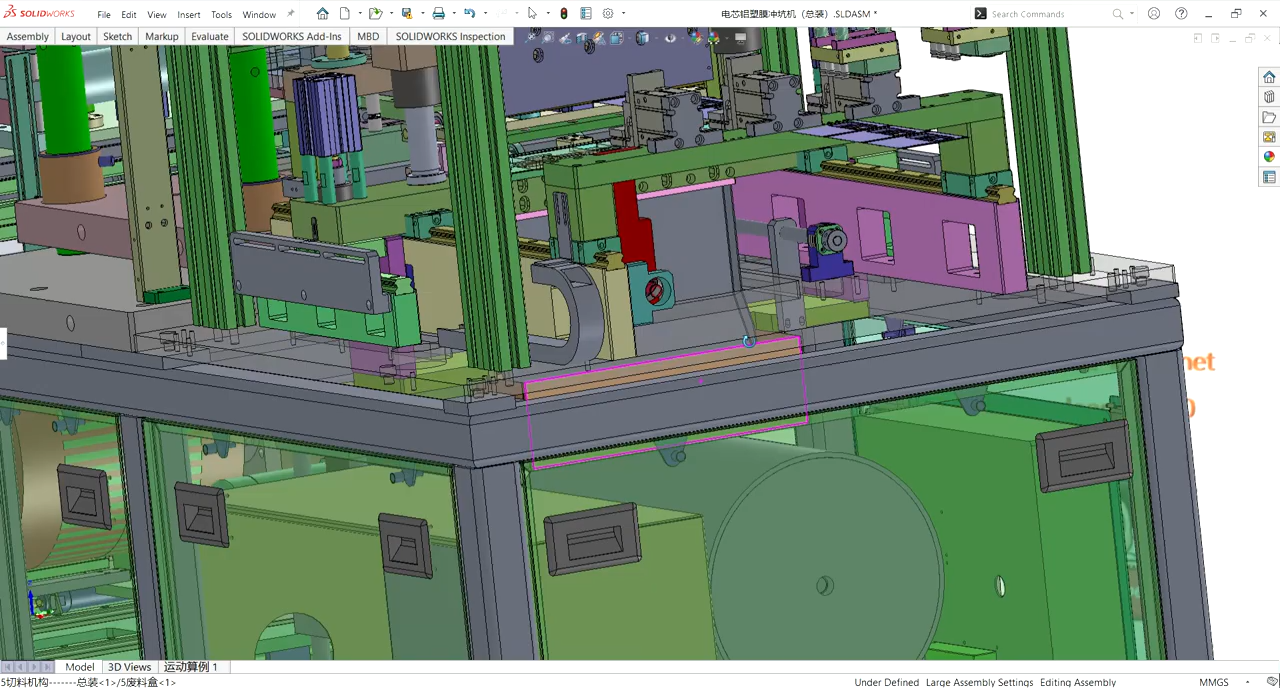 SOLIDWORKS File Edit View Insert Tools Window 电芯铝塑膜冲坑机（总装）.SLDASM * Search Commands
Assembly Layout Sketch Markup Evaluate SOLIDWORKS Add-Ins MBD SOLIDWORKS Inspection
Model 3D Views 运动算例 1
5切料机构-------总装<1>/5废料盒<1> Under Defined Large Assembly Settings Editing Assembly MMGS